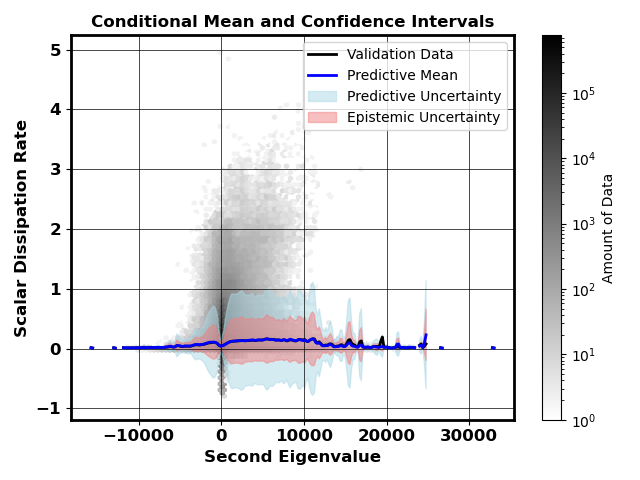 Conditional Mean and Confidence Intervals
Validation Data
Predictive Mean
Predictive Uncertainty
Epistemic Uncertainty
Scalar Dissipation Rate
5
4
3
2
1
0
−1
−10000
0
10000
20000
30000
Second Eigenvalue
10^5
10^4
10^3
10^2
10^1
10^0
Amount of Data